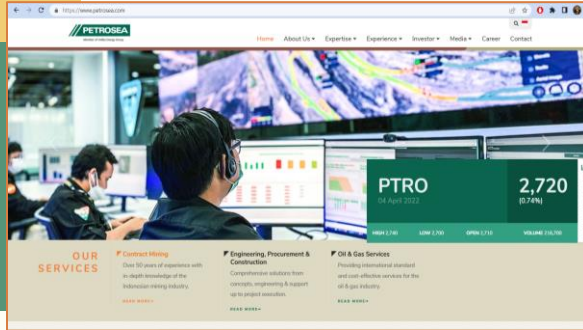 https://www.petrosea.com
PETROSEA
Home About Us Expertise Experience Investor Media Career Contact
PTRO
04 April 2022
2,720
(0.74%)
HIGH 2,740 LOW 2,700 OPEN 2,710 VOLUME
OUR
SERVICES
Contract Mining
Over 50 years of experience with
in-depth knowledge of the
Indonesian mining industry.
READ MORE
Engineering, Procurement &
Construction
Comprehensive solutions from
concepts, engineering & support
up to project execution.
READ MORE
Oil & Gas Services
Providing international standard
and cost-effective services for the
oil & gas industry.
READ MORE